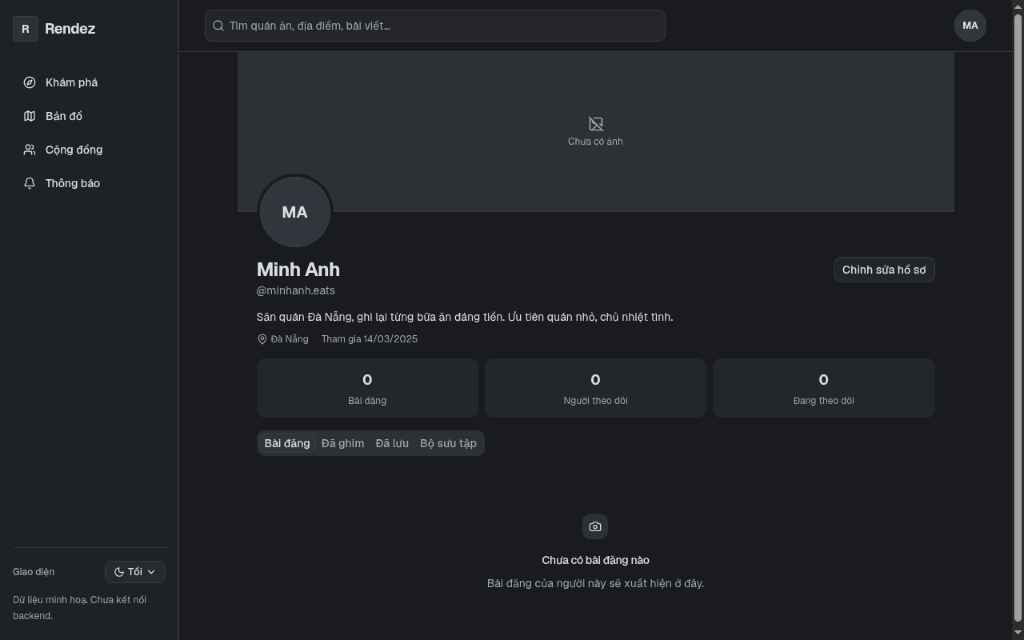 R Rendez
Tìm quán ăn, địa điểm, bài viết...
MA
Khám phá
Bản đồ
Cộng đồng
Thông báo
Chưa có ảnh
MA
Minh Anh
Chỉnh sửa hồ sơ
@minhanh.eats
Săn quán Đà Nẵng, ghi lại từng bữa ăn đáng tiền. Ưu tiên quán nhỏ, chủ nhiệt tình.
Đà Nẵng Tham gia 14/03/2025
0 0 0
Bài đăng Người theo dõi Đang theo dõi
Bài đăng Đã ghim Đã lưu Bộ sưu tập
Chưa có bài đăng nào
Bài đăng của người này sẽ xuất hiện ở đây.
Giao diện Tối
Dữ liệu minh hoạ. Chưa kết nối
backend.